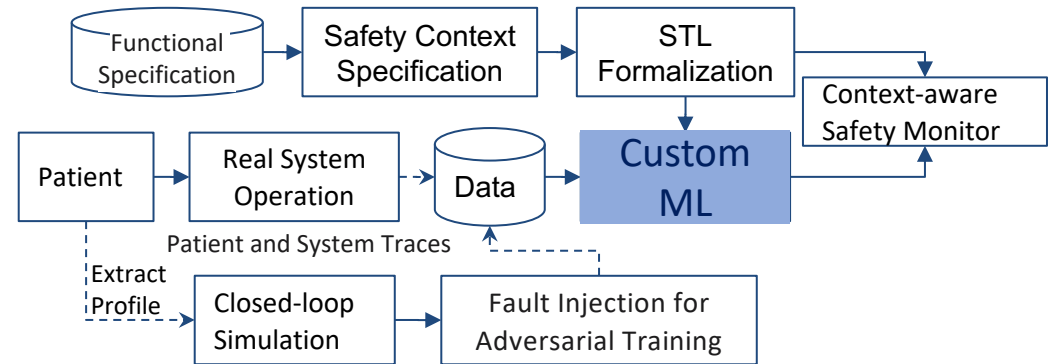 Functional
Specification
Safety Context
Specification
STL
Formalization
Context-aware
Safety Monitor
Patient
Real System
Operation
Data
Custom
ML
Patient and System Traces
Extract
Profile
Closed-loop
Simulation
Fault Injection for
Adversarial Training